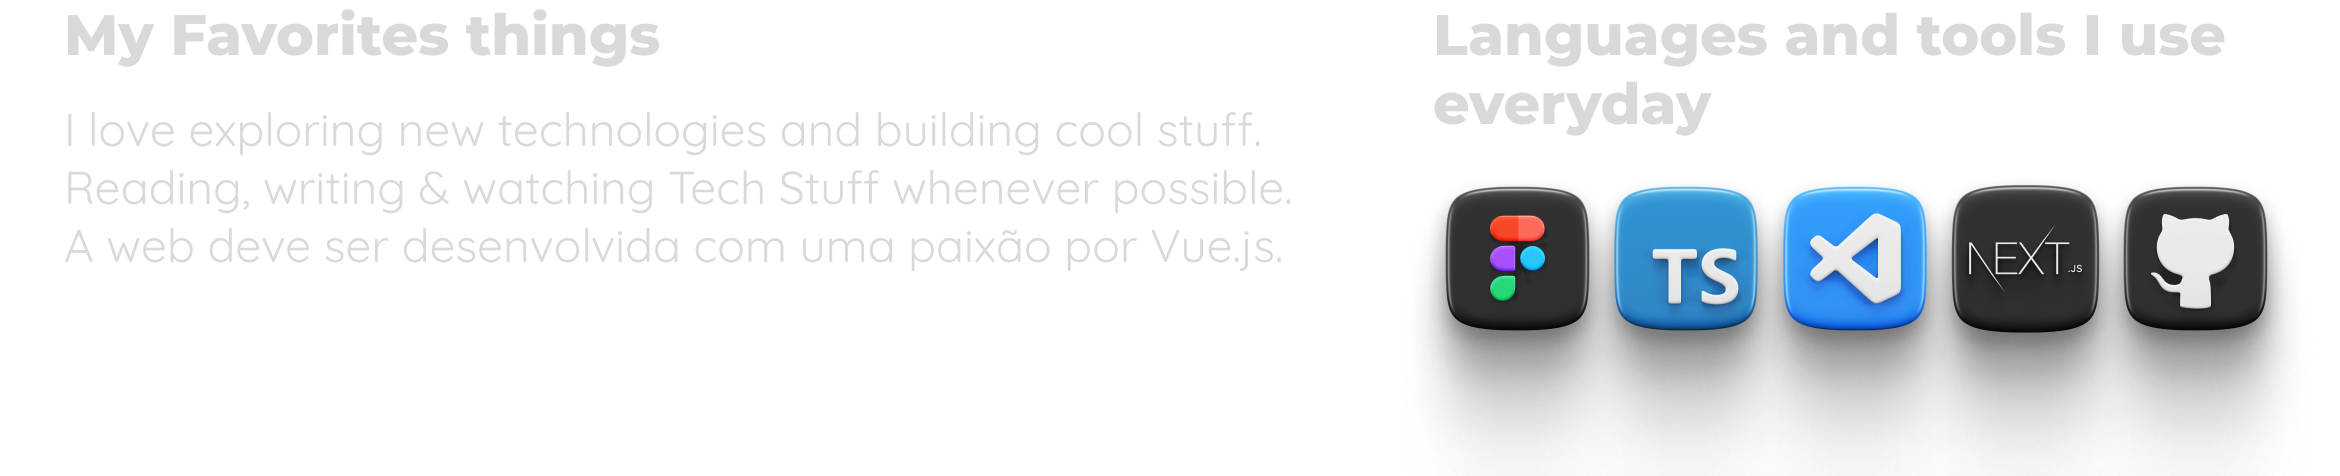 My Favorites things
I love exploring new technologies and building cool stuff.
Reading, writing & watching Tech Stuff whenever possible.
A web deve ser desenvolvida com uma paixão por Vue.js.
Languages and tools I use
everyday
TS
NEXT.JS